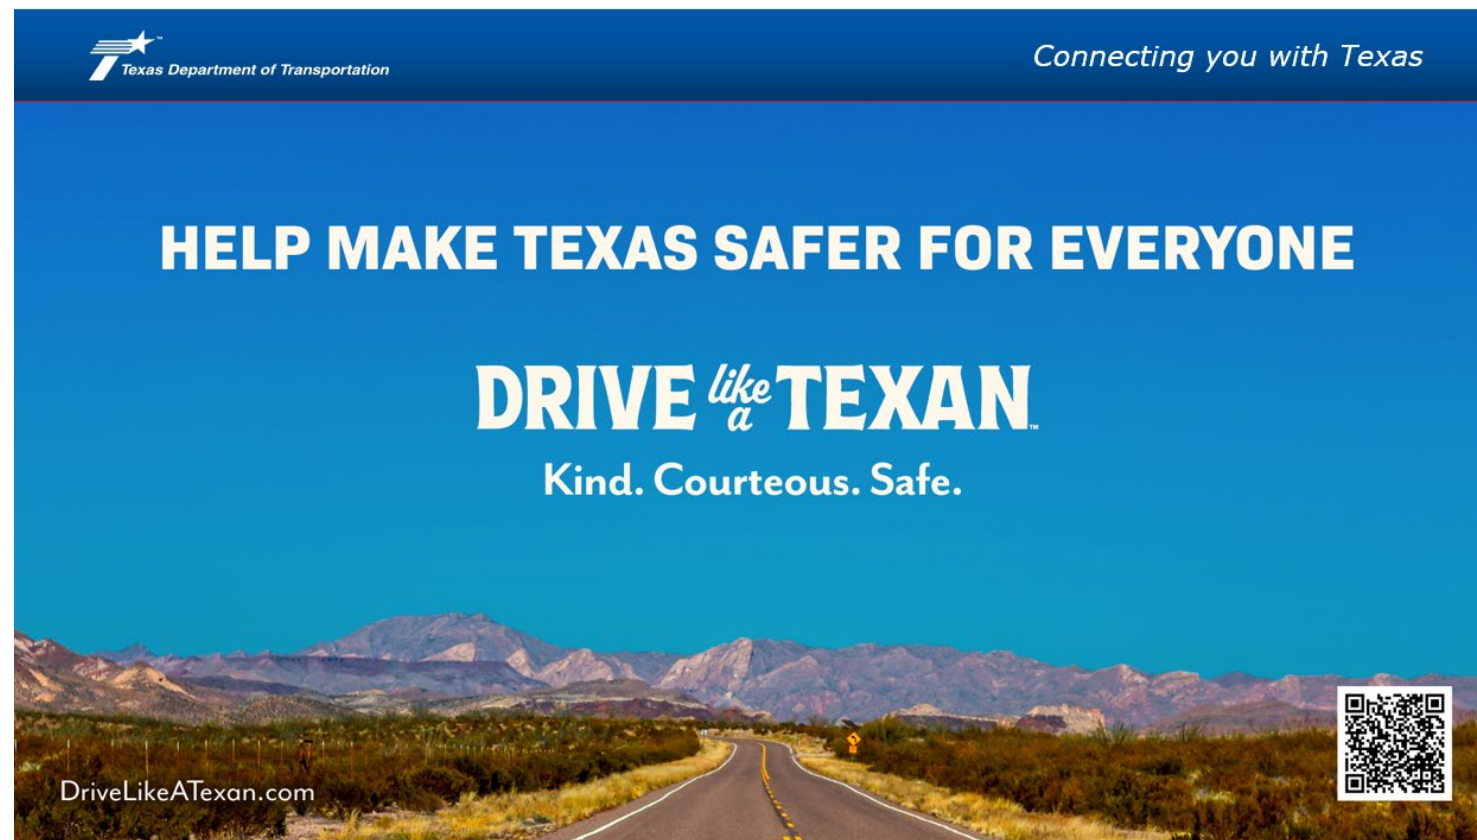 Texas Department of Transportation
Connecting you with Texas
HELP MAKE TEXAS SAFER FOR EVERYONE
DRIVE like a TEXAN™
Kind. Courteous. Safe.
DriveLikeATexan.com